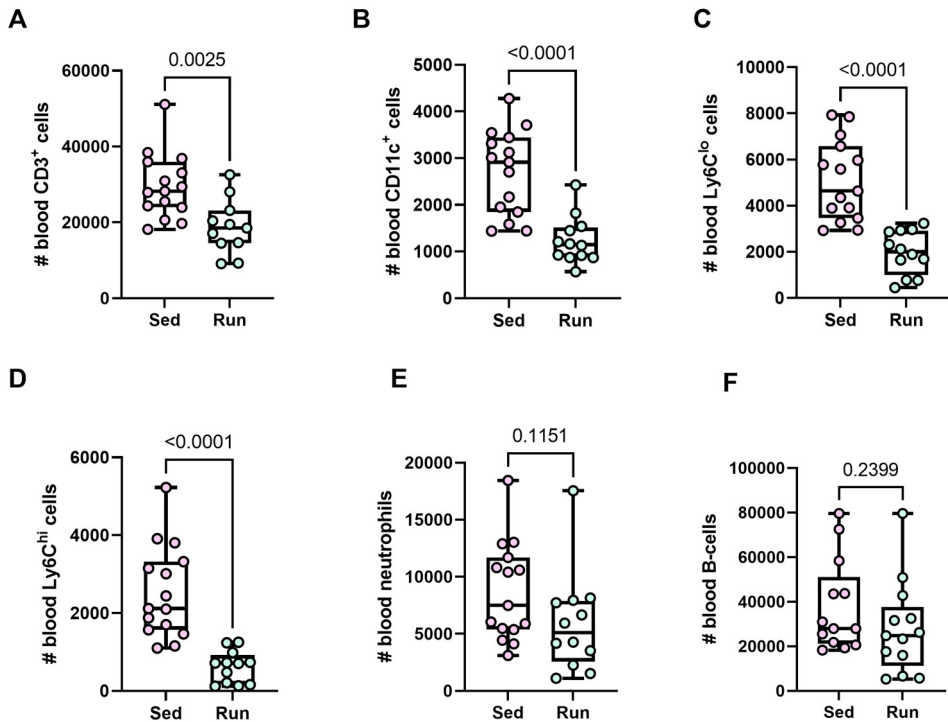 A
# blood CD3⁺ cells
0.0025
60000
40000
20000
0
Sed Run
B
# blood CD11c⁺ cells
<0.0001
5000
4000
3000
2000
1000
0
Sed Run
C
# blood Ly6Cˡᵒ cells
<0.0001
10000
8000
6000
4000
2000
0
Sed Run
D
# blood Ly6Cʰⁱ cells
<0.0001
6000
4000
2000
0
Sed Run
E
# blood neutrophils
0.1151
20000
15000
10000
5000
0
Sed Run
F
# blood B-cells
0.2399
100000
80000
60000
40000
20000
0
Sed Run